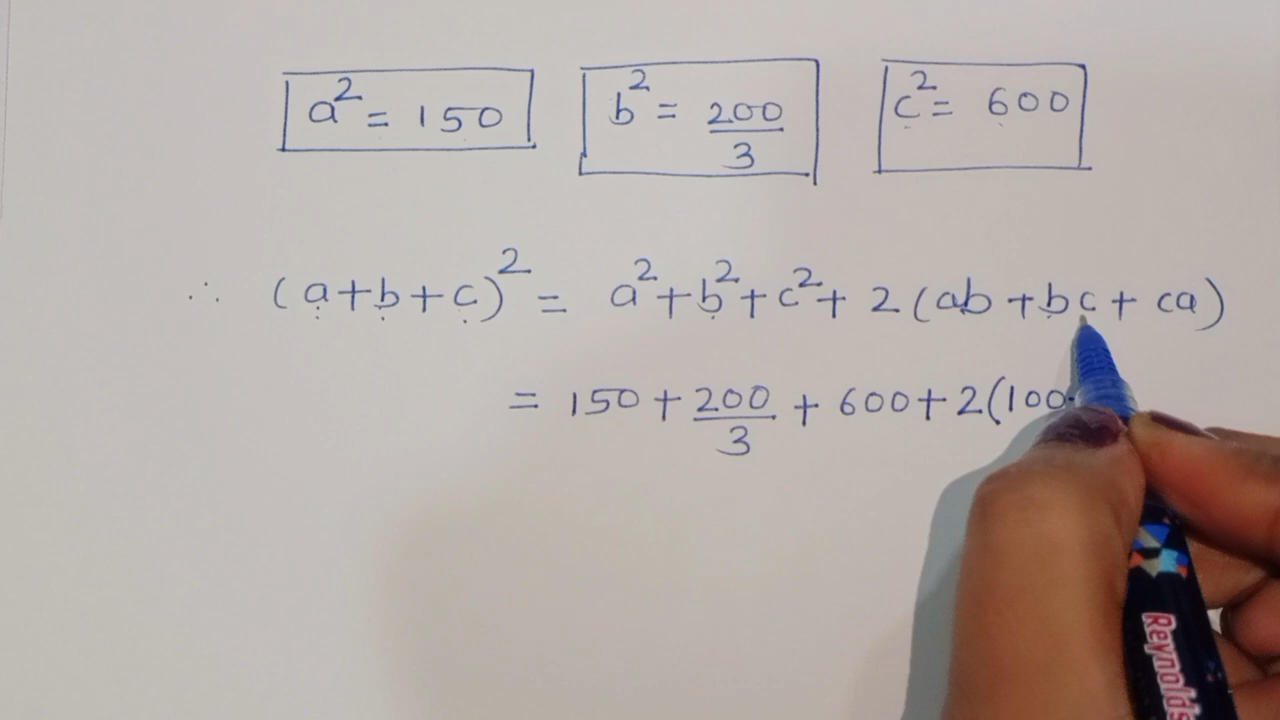 a² = 150 b² = 200/3 c² = 600
∴ (a+b+c)² = a²+b²+c²+ 2(ab +bc+ ca)
= 150 + 200/3 + 600+2(100
Reynolds